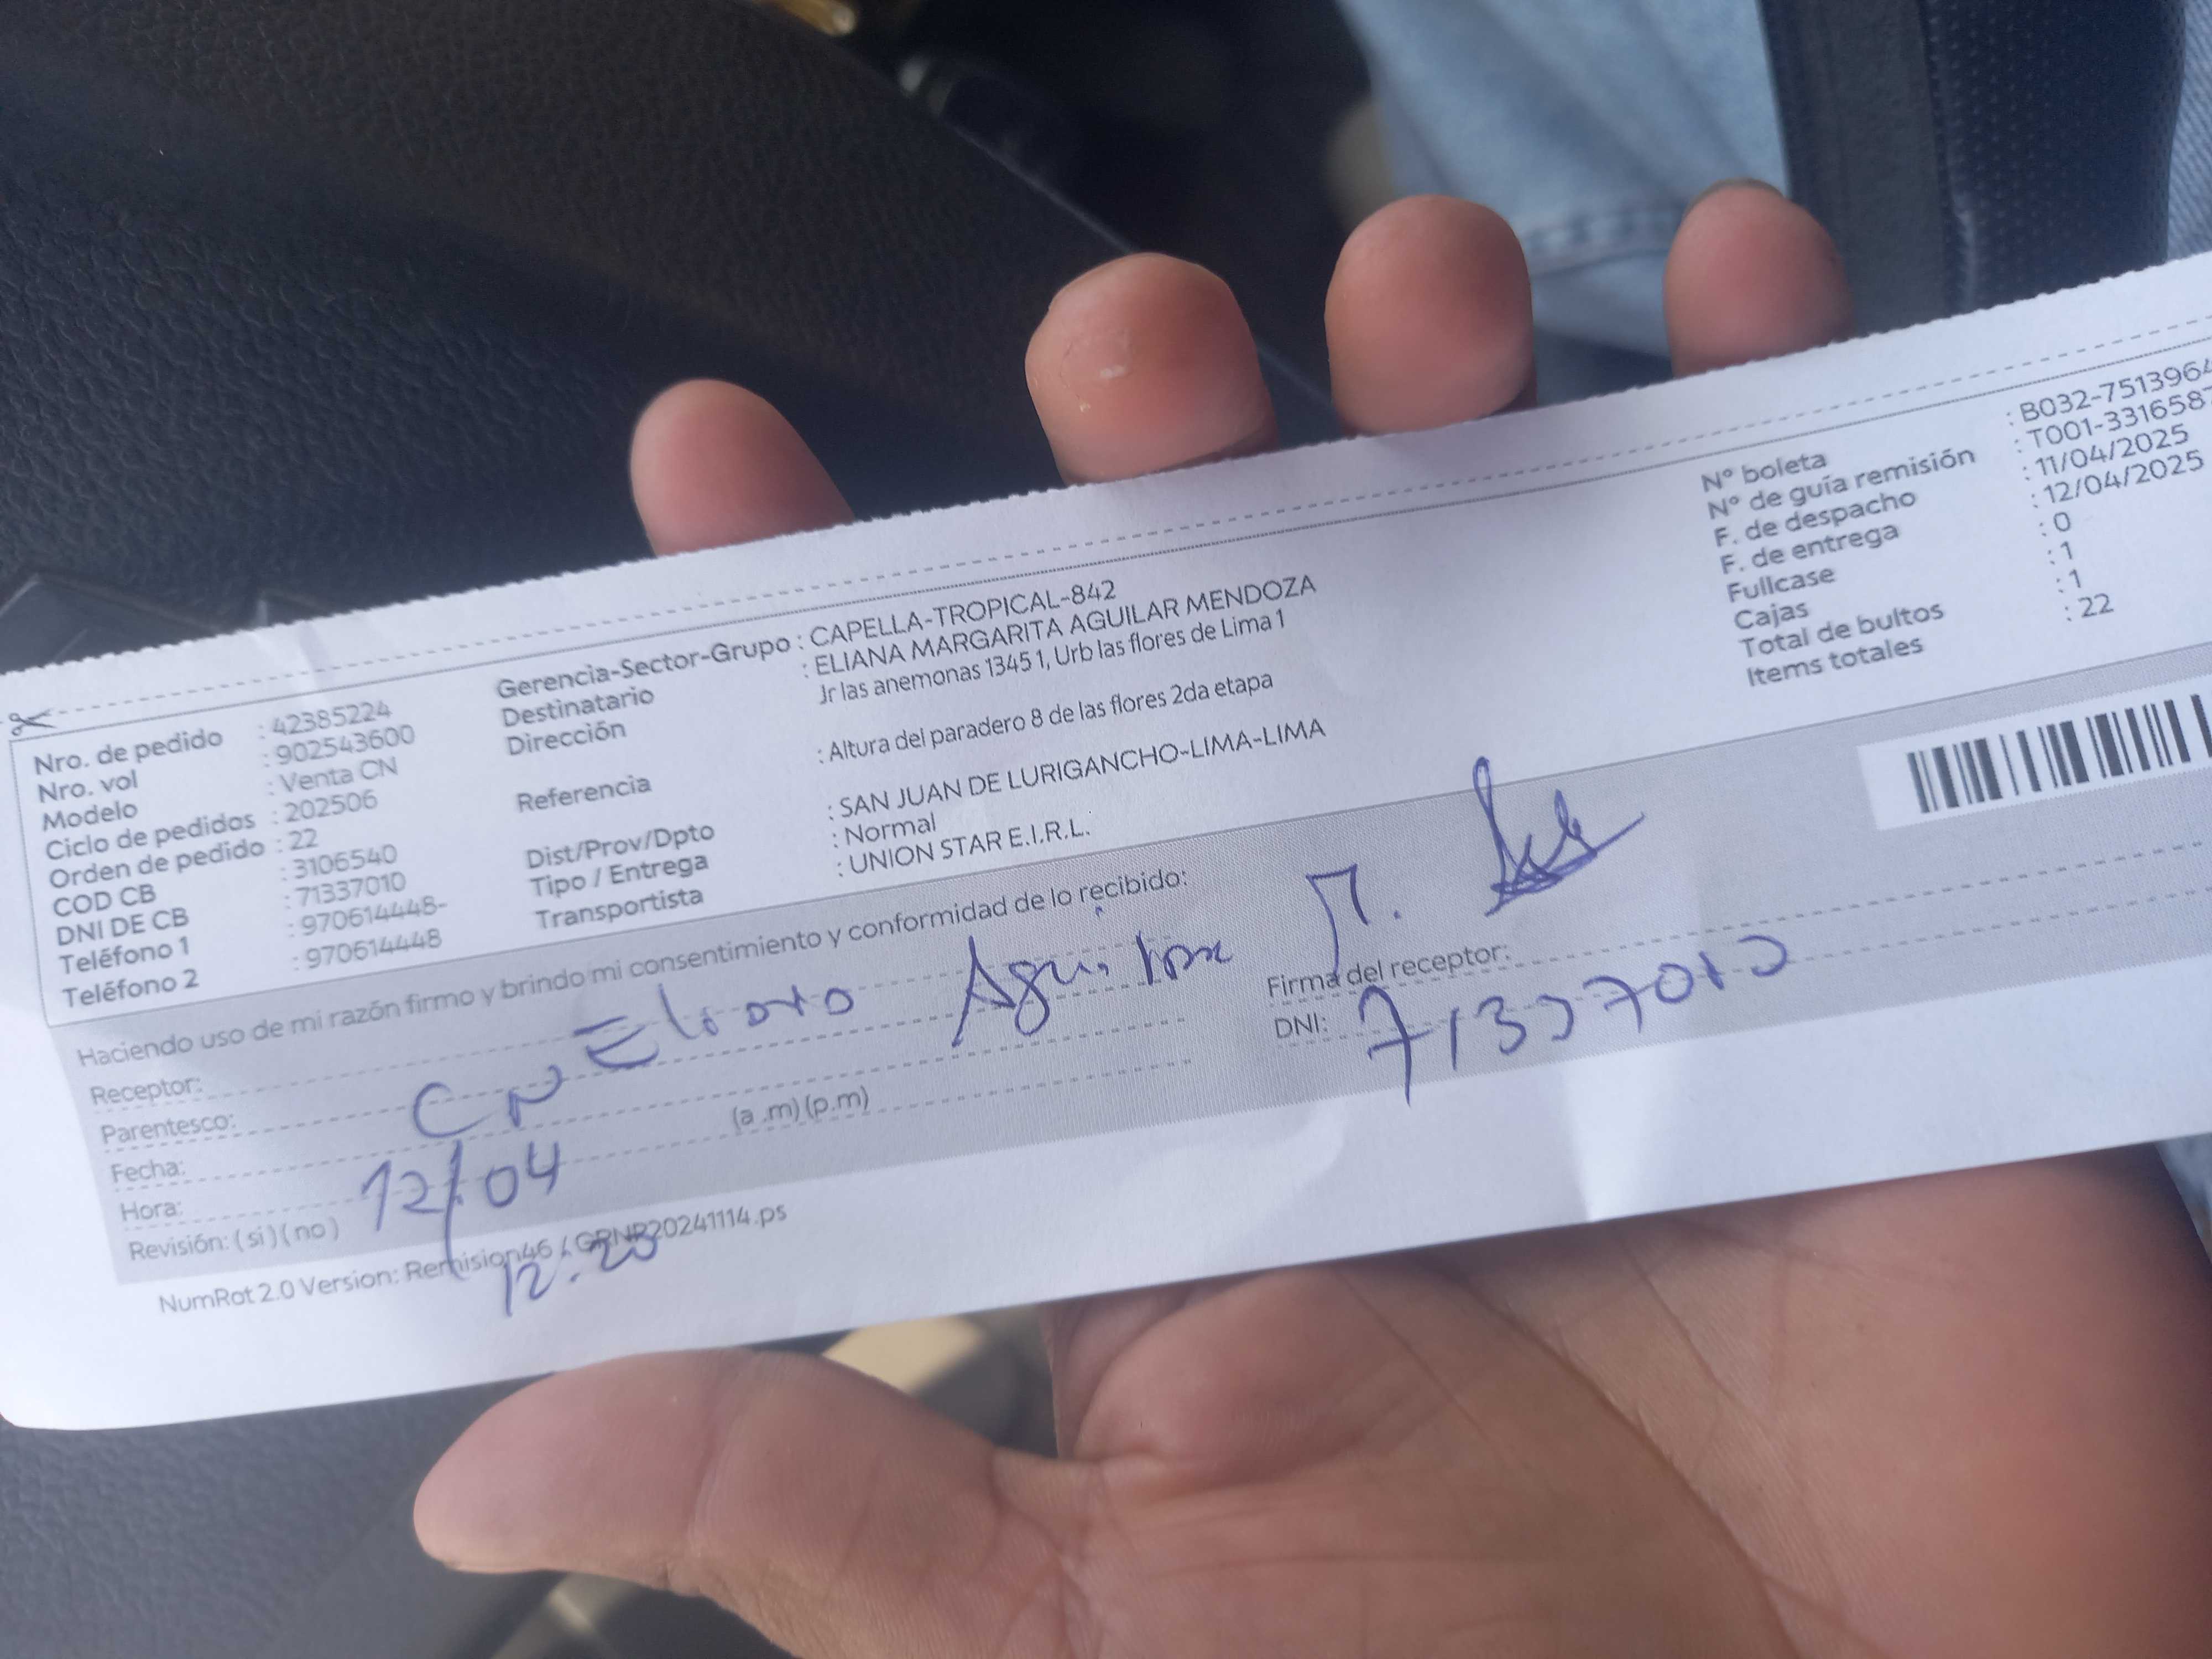 Nro. de pedido : 42385224
Nro. vol : 902543600
Modelo : Venta CN
Ciclo de pedidos : 202506
Orden de pedido : 22
COD CB : 3106540
DNI DE CB : 71337010
Teléfono 1 : 970614448-
Teléfono 2 : 970614448
Gerencia-Sector-Grupo : CAPELLA-TROPICAL-842
Destinatario : ELIANA MARGARITA AGUILAR MENDOZA
Dirección Jr las anemonas 1345 1, Urb las flores de Lima 1
Referencia : Altura del paradero 8 de las flores 2da etapa
Dist/Prov/Dpto : SAN JUAN DE LURIGANCHO-LIMA-LIMA
Tipo / Entrega : Normal
Transportista : UNION STAR E.I.R.L.
N° boleta : B032-7513964
N° de guía remisión : T001-331658
F. de despacho : 11/04/2025
F. de entrega : 12/04/2025
Fullcase : 0
Cajas : 1
Total de bultos : 1
Items totales : 22
Haciendo uso de mi razón firmo y brindo mi consentimiento y conformidad de lo recibido:
Receptor: Eliana Aguilar M.
Parentesco: CN
Fecha: 12/04
Hora: 12:20 (a .m) (p.m)
Revisión: ( si ) ( no )
Firma del receptor:
DNI: 71337010
NumRot 2.0 Version: Remision46 / GRNR20241114.ps